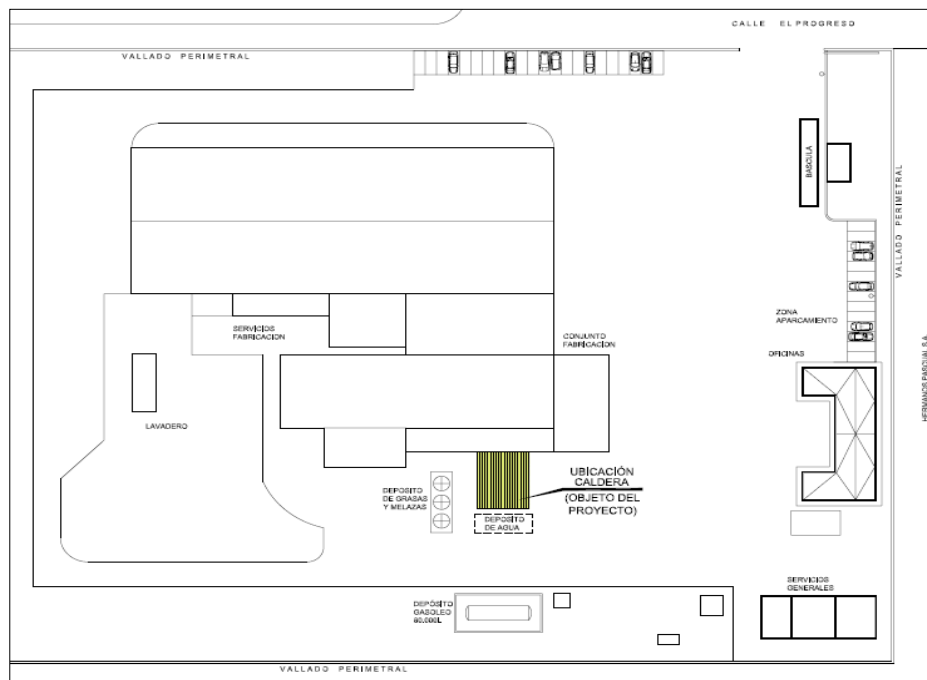 CALLE EL PROGRESO
VALLADO PERIMETRAL
BASCULA
VALLADO PERIMETRAL
ZONA
APARCAMIENTO
SERVICIOS
FABRICACION
CONJUNTO
FABRICACION
OFICINAS
HERMANOS PASCUAL S.A.
LAVADERO
UBICACIÓN
CALDERA
(OBJETO DEL
PROYECTO)
DEPOSITO
DE GRASAS
Y MELAZAS
DEPOSITO
DE AGUA
SERVICIOS
GENERALES
DEPÓSITO
GASOLEO
60.000L
VALLADO PERIMETRAL